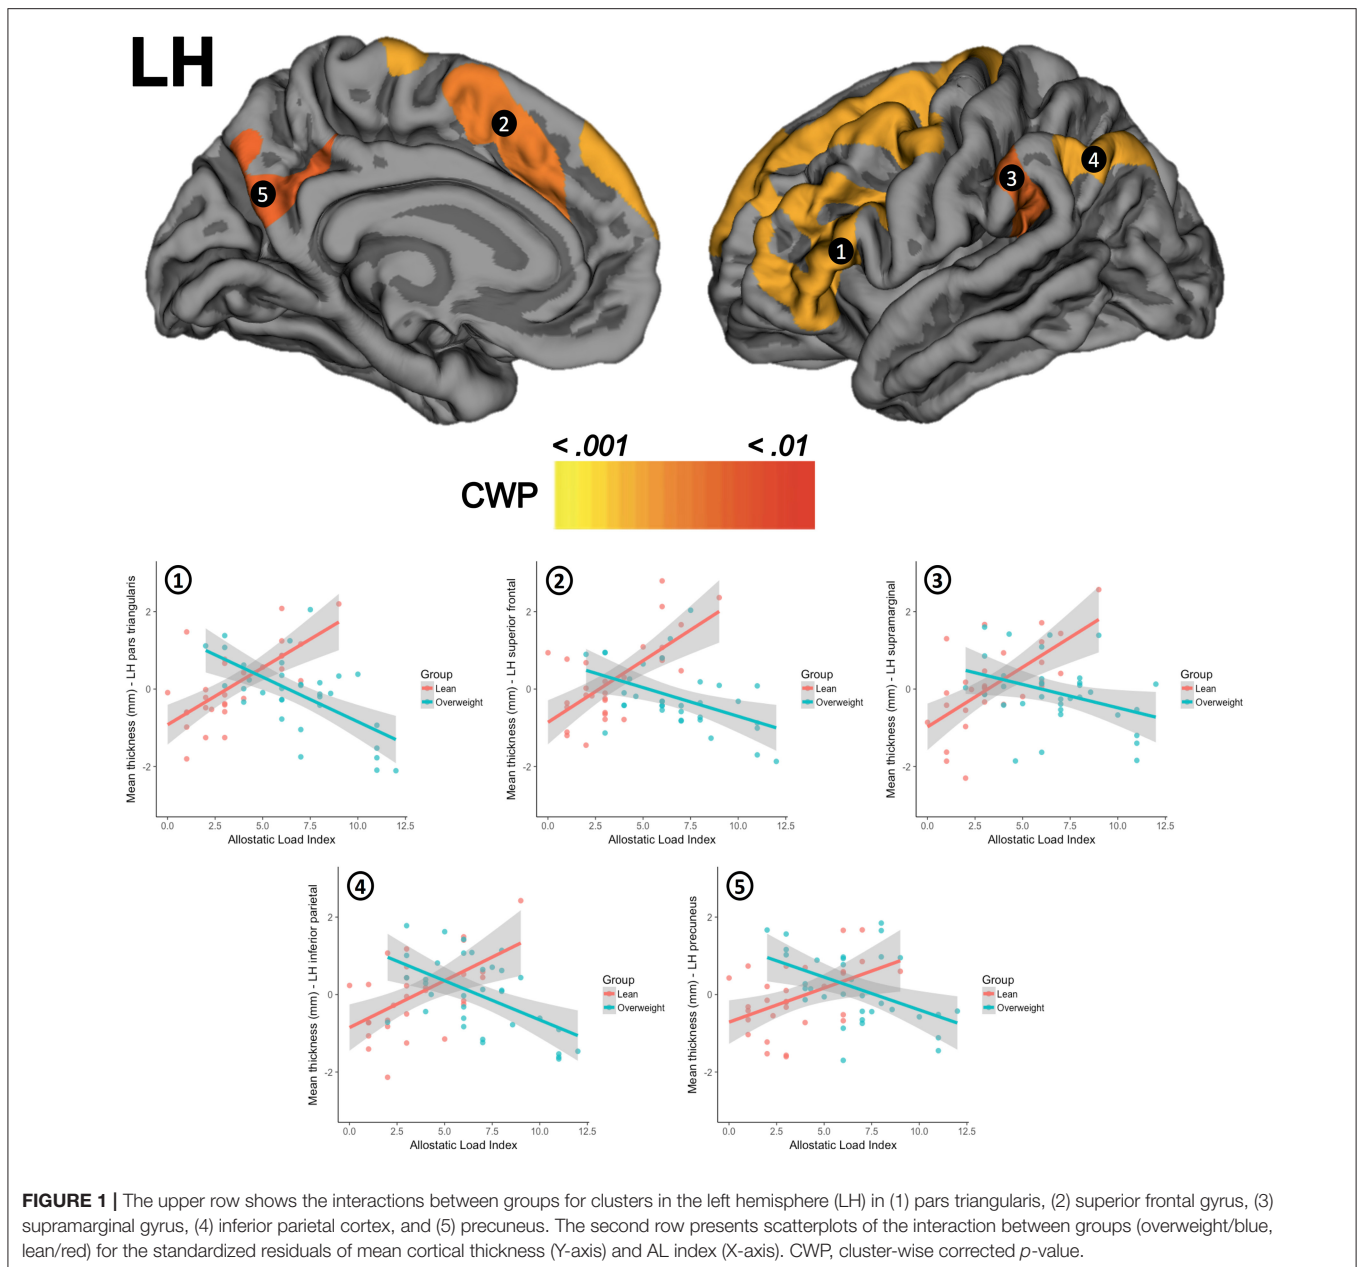 LH
2
5
3
4
1
< .001 < .01
CWP
1
Mean thickness (mm) - LH pars triangularis
2
0
-2
0.0 2.5 5.0 7.5 10.0 12.5
Allostatic Load Index
Group
Lean
Overweight
2
Mean thickness (mm) - LH superior frontal
2
0
-2
0.0 2.5 5.0 7.5 10.0 12.5
Allostatic Load Index
Group
Lean
Overweight
3
Mean thickness (mm) - LH supramarginal
2
0
-2
0.0 2.5 5.0 7.5 10.0 12.5
Allostatic Load Index
Group
Lean
Overweight
4
Mean thickness (mm) - LH inferior parietal
2
0
-2
0.0 2.5 5.0 7.5 10.0 12.5
Allostatic Load Index
Group
Lean
Overweight
5
Mean thickness (mm) - LH precuneus
2
0
-2
0.0 2.5 5.0 7.5 10.0 12.5
Allostatic Load Index
Group
Lean
Overweight
FIGURE 1 | The upper row shows the interactions between groups for clusters in the left hemisphere (LH) in (1) pars triangularis, (2) superior frontal gyrus, (3)
supramarginal gyrus, (4) inferior parietal cortex, and (5) precuneus. The second row presents scatterplots of the interaction between groups (overweight/blue,
lean/red) for the standardized residuals of mean cortical thickness (Y-axis) and AL index (X-axis). CWP, cluster-wise corrected p-value.